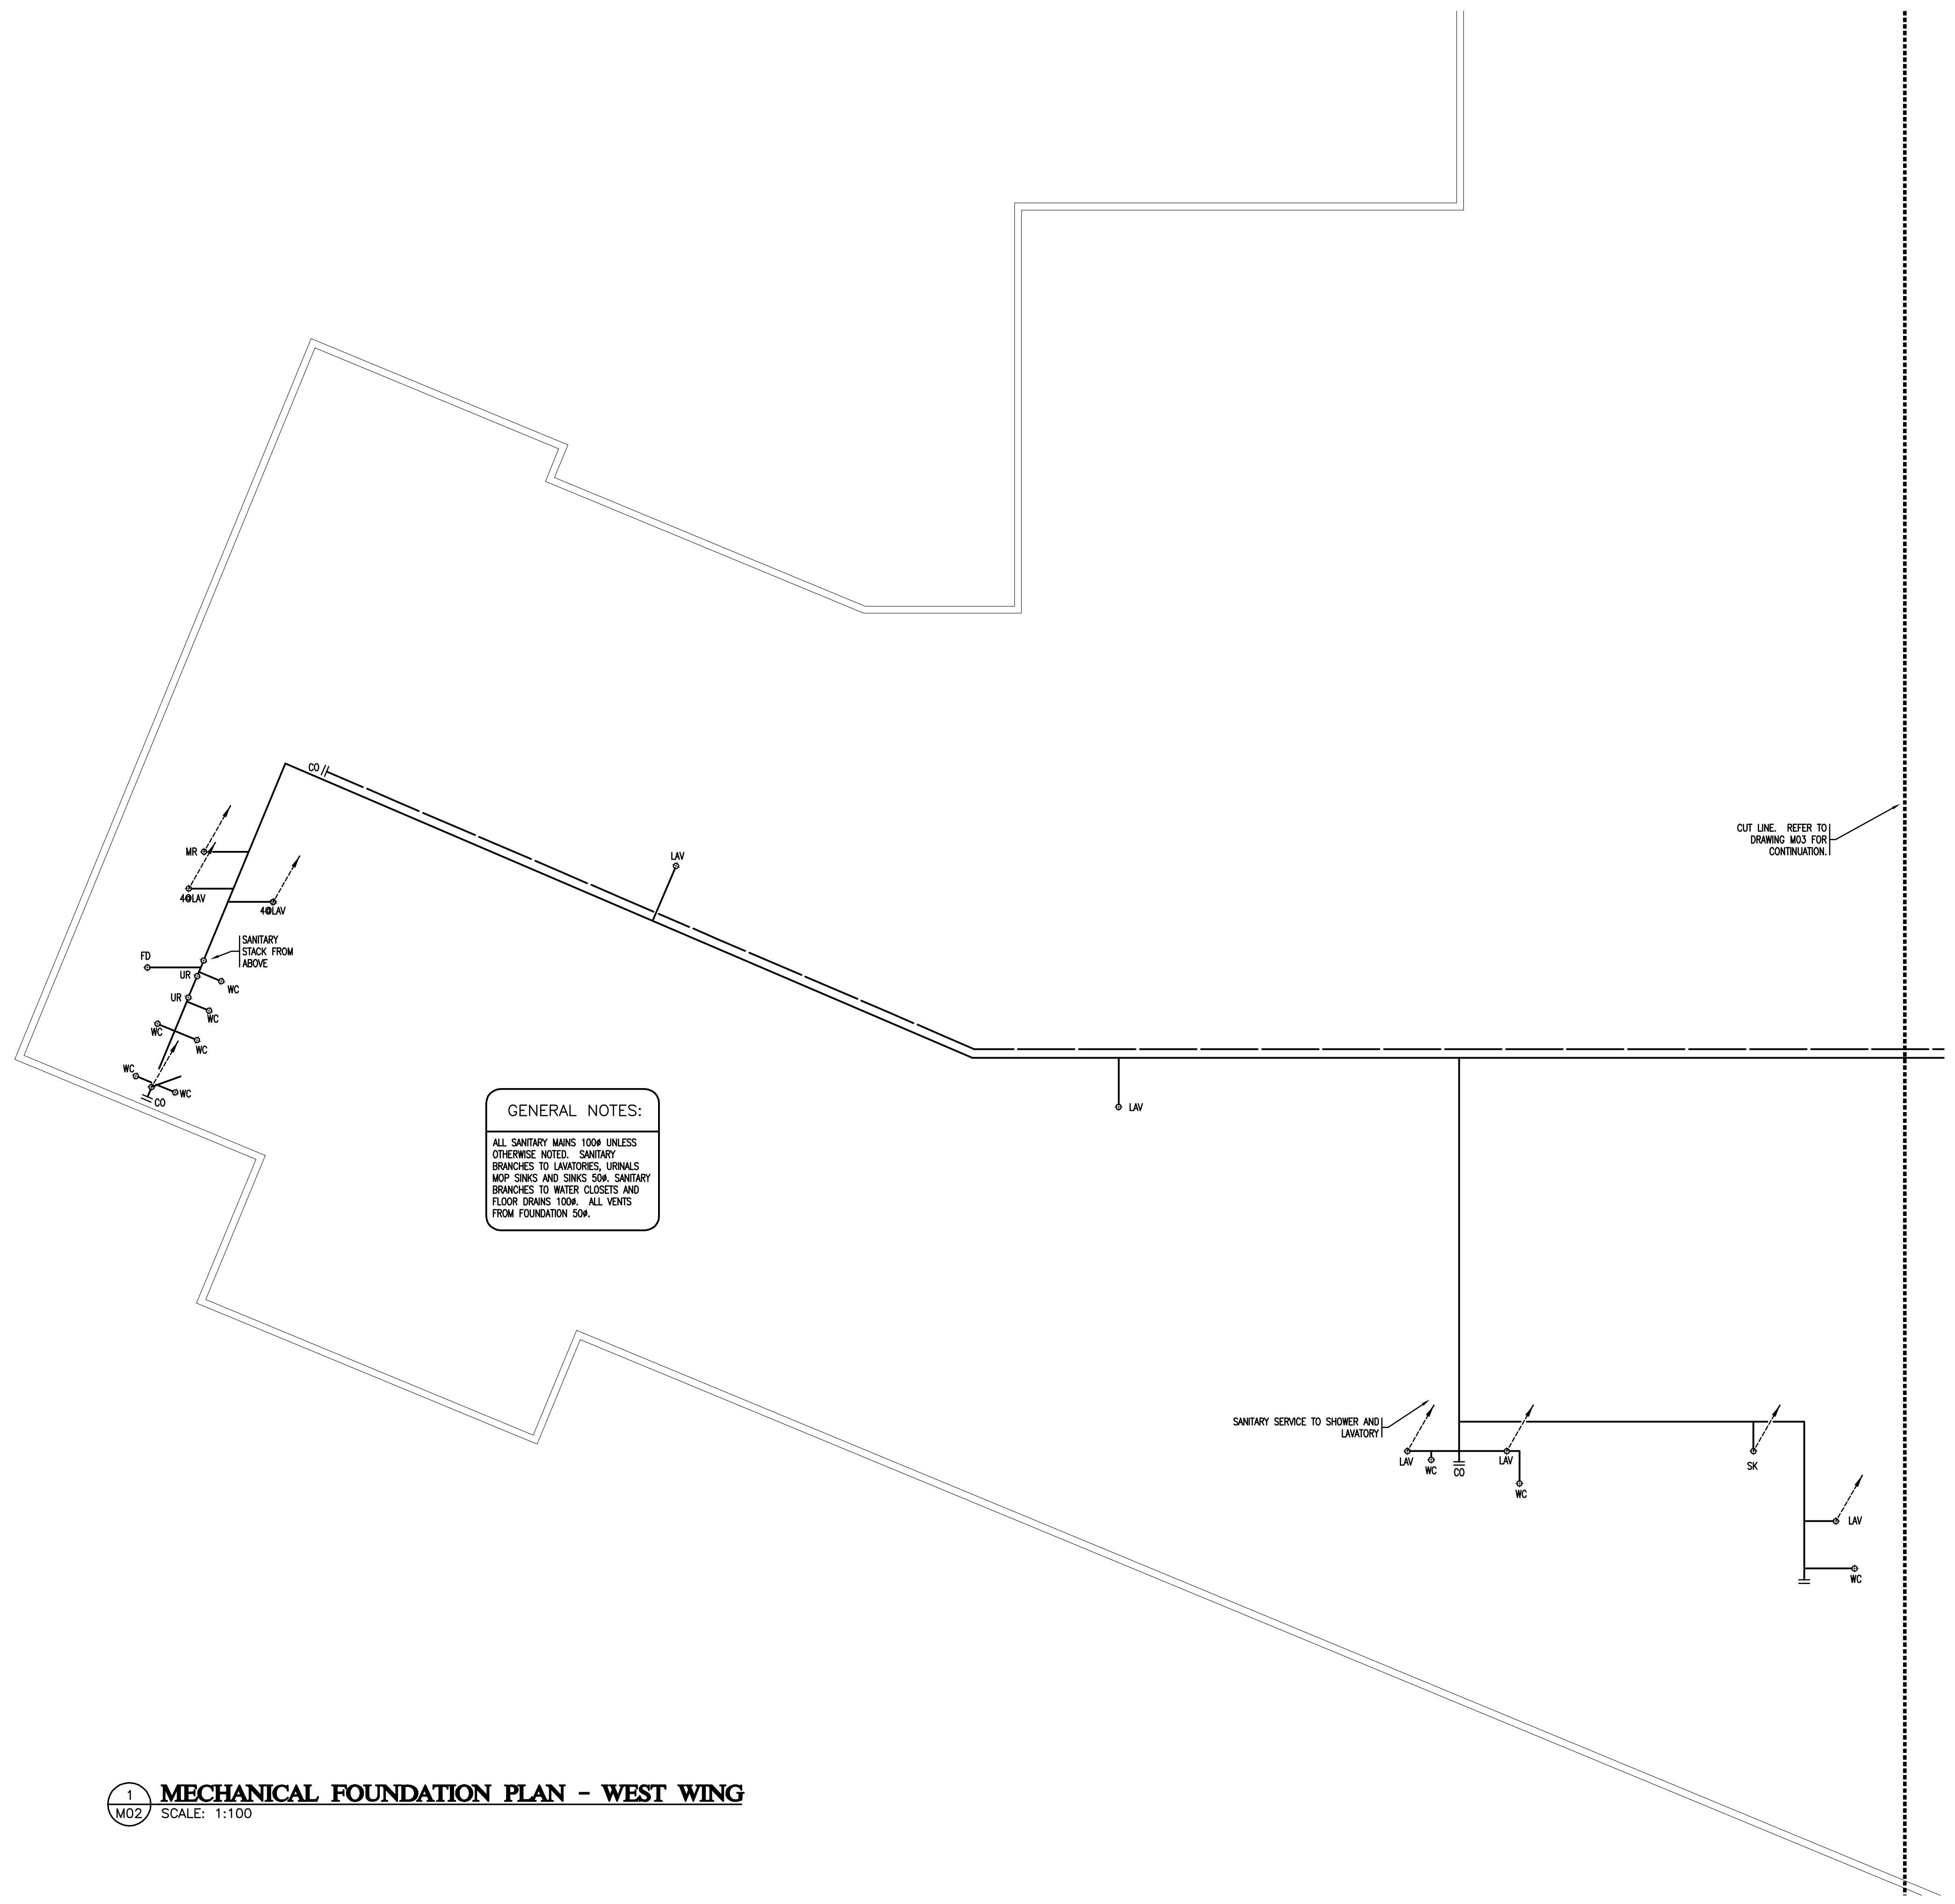 CO
LAV
CUT LINE. REFER TO
DRAWING M03 FOR
CONTINUATION.
MR
4@LAV
4@LAV
SANITARY
STACK FROM
ABOVE
FD
UR
WC
UR
WC
WC
WC
WC
WC
CO
LAV
GENERAL NOTES:
ALL SANITARY MAINS 100ø UNLESS
OTHERWISE NOTED. SANITARY
BRANCHES TO LAVATORIES, URINALS
MOP SINKS AND SINKS 50ø. SANITARY
BRANCHES TO WATER CLOSETS AND
FLOOR DRAINS 100ø. ALL VENTS
FROM FOUNDATION 50ø.
SANITARY SERVICE TO SHOWER AND
LAVATORY
LAV
WC
CO
LAV
WC
SK
LAV
WC
1
M02
MECHANICAL FOUNDATION PLAN - WEST WING
SCALE: 1:100